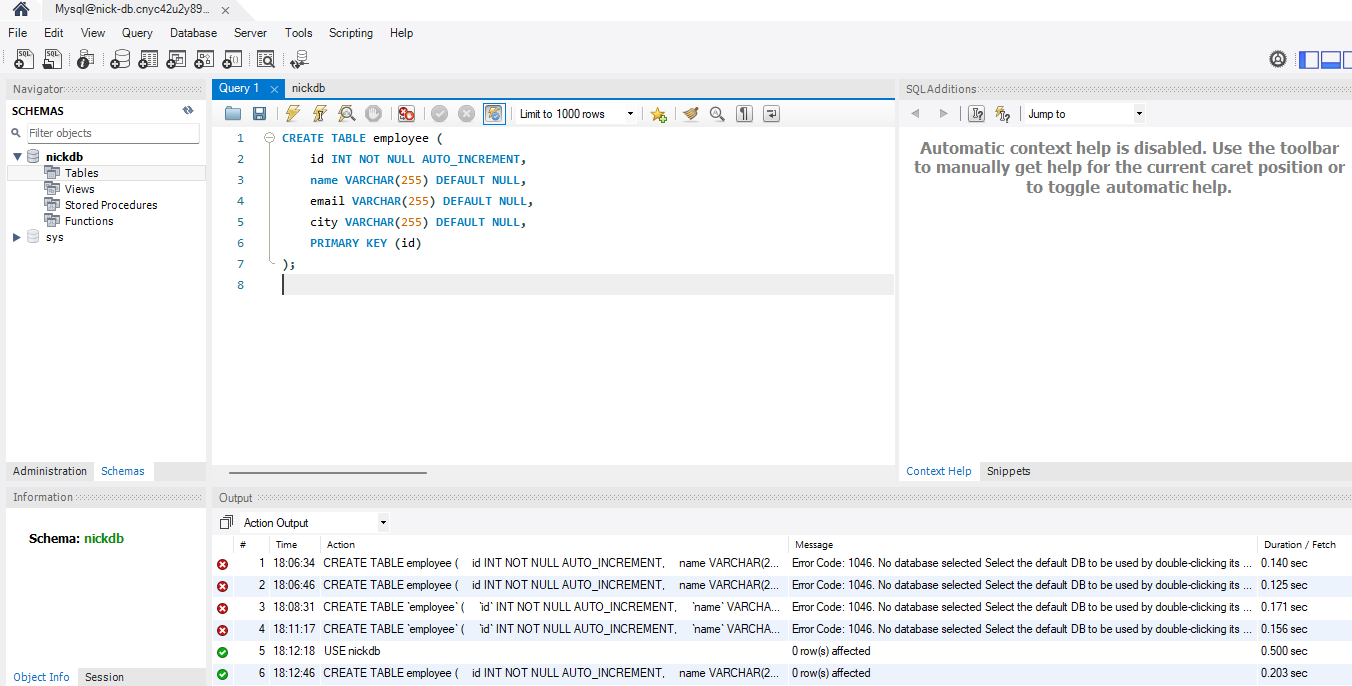 Mysql@nick-db.cnyc42u2y89...
File Edit View Query Database Server Tools Scripting Help
Navigator
SCHEMAS
Filter objects
nickdb
Tables
Views
Stored Procedures
Functions
sys
Administration Schemas
Information
Schema: nickdb
Object Info Session
Query 1 nickdb
Limit to 1000 rows
1 CREATE TABLE employee (
2 id INT NOT NULL AUTO_INCREMENT,
3 name VARCHAR(255) DEFAULT NULL,
4 email VARCHAR(255) DEFAULT NULL,
5 city VARCHAR(255) DEFAULT NULL,
6 PRIMARY KEY (id)
7 );
8
SQLAdditions
Jump to
Automatic context help is disabled. Use the toolbar
to manually get help for the current caret position or
to toggle automatic help.
Context Help Snippets
Output
Action Output
# Time Action Message Duration / Fetch
1 18:06:34 CREATE TABLE employee ( id INT NOT NULL AUTO_INCREMENT, name VARCHAR(2... Error Code: 1046. No database selected Select the default DB to be used by double-clicking its ... 0.140 sec
2 18:06:46 CREATE TABLE employee ( id INT NOT NULL AUTO_INCREMENT, name VARCHAR(2... Error Code: 1046. No database selected Select the default DB to be used by double-clicking its ... 0.125 sec
3 18:08:31 CREATE TABLE `employee` ( `id` INT NOT NULL AUTO_INCREMENT, `name` VARCHA... Error Code: 1046. No database selected Select the default DB to be used by double-clicking its ... 0.171 sec
4 18:11:17 CREATE TABLE `employee` ( `id` INT NOT NULL AUTO_INCREMENT, `name` VARCHA... Error Code: 1046. No database selected Select the default DB to be used by double-clicking its ... 0.156 sec
5 18:12:18 USE nickdb 0 row(s) affected 0.500 sec
6 18:12:46 CREATE TABLE employee ( id INT NOT NULL AUTO_INCREMENT, name VARCHAR(2... 0 row(s) affected 0.203 sec